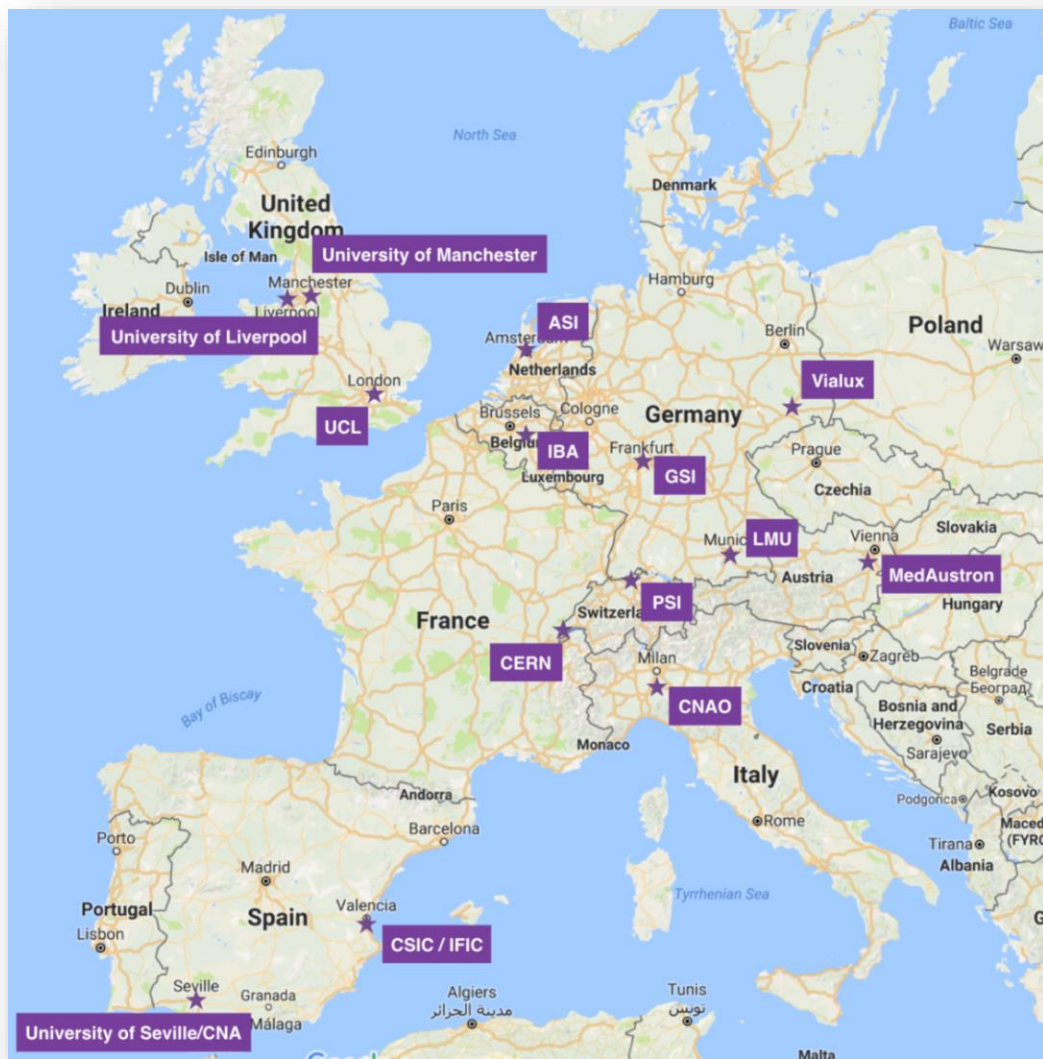 Baltic Sea
North Sea
Edinburgh
Denmark
United
Kingdom
Isle of Man
University of Manchester
Manchester
Dublin
Ireland
Liverpool
University of Liverpool
Hamburg
ASI
Amsterdam
Netherlands
Berlin
Poland
Warsaw
Vialux
London
UCL
Brussels
Cologne
Germany
Belgium
IBA
Frankfurt
GSI
Luxembourg
Prague
Czechia
Paris
Slovakia
Munic
LMU
Vienna
Austria
MedAustron
Hungary
France
Switzerla
PSI
CERN
Milan
CNAO
Slovenia
Zagreb
Croatia
Belgrade
Београд
Bosnia and
Herzegovina
Serbia
Sarajevo
Monaco
Bay of Biscay
Italy
Andorra
Kosovo
Podgorica
Porto
Barcelona
Rome
Maced
(FYRO
Tirana
Albania
Madrid
Tyrrhenian Sea
Portugal
Spain
Valencia
Lisbon
CSIC / IFIC
G
Seville
Granada
Algiers
مدينة الجزائر
Tunis
تونس
University of Seville/CNA
Málaga
Malta